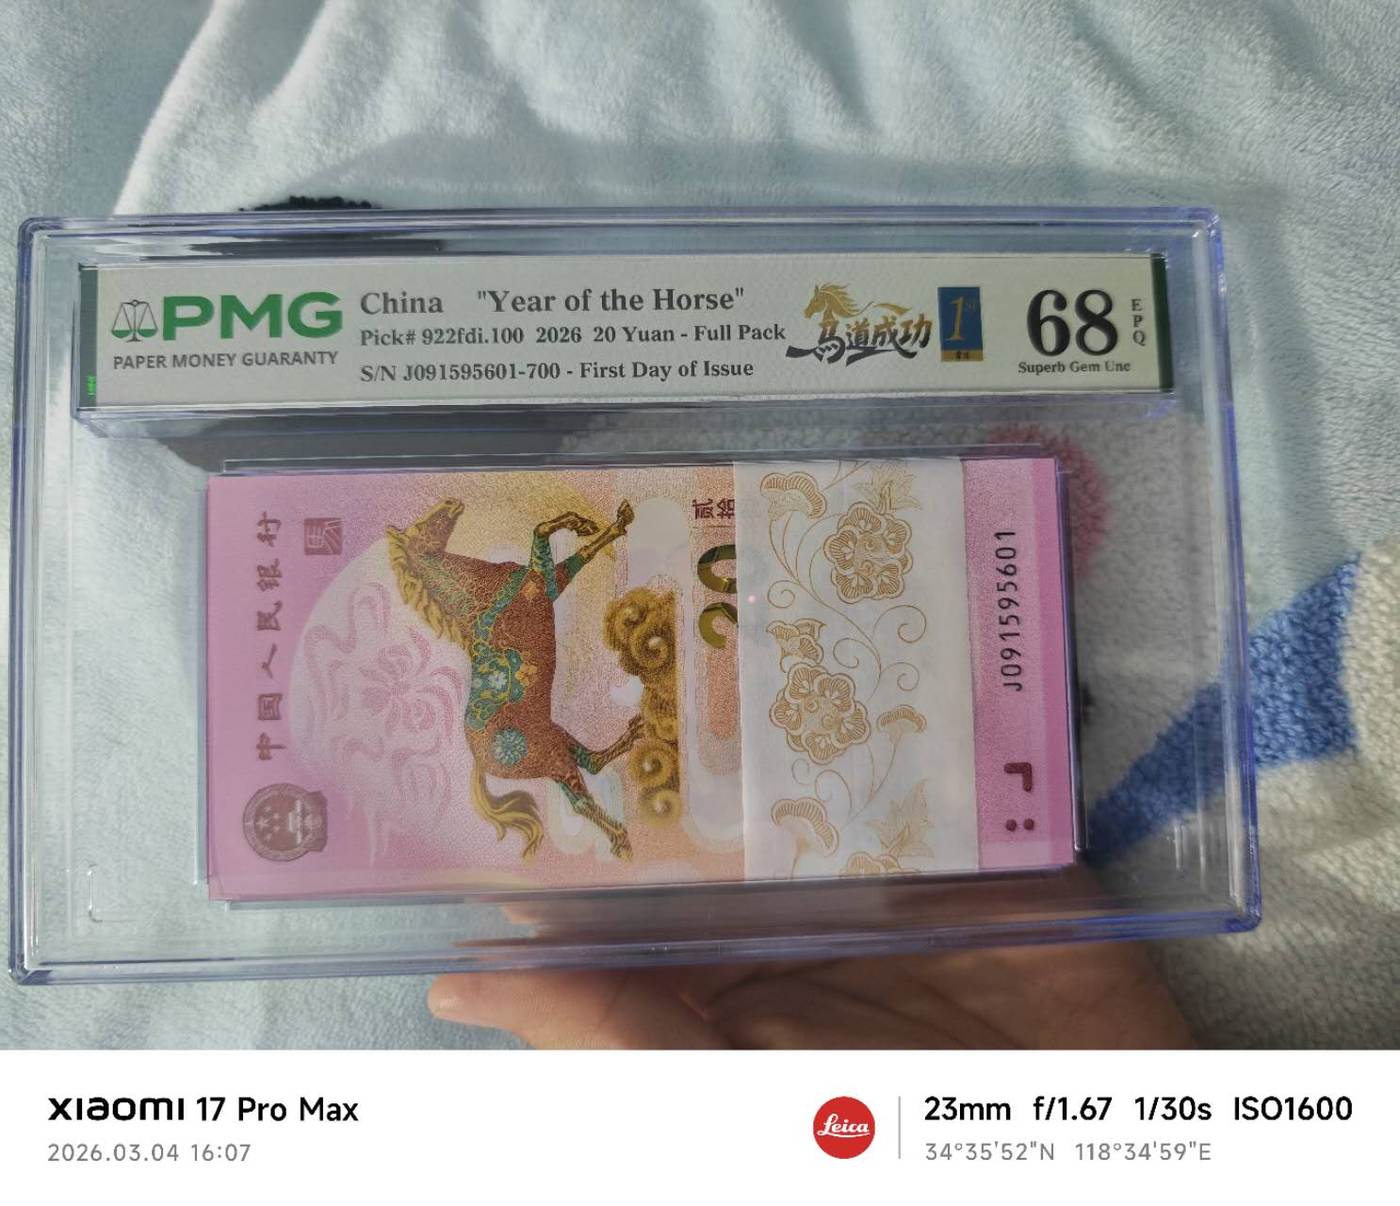 PMG
PAPER MONEY GUARANTY
China "Year of the Horse"
Pick# 922fdi.100 2026 20 Yuan - Full Pack
S/N J091595601-700 - First Day of Issue
马道成功
1st
68
EPQ
Superb Gem Unc
中国人民银行
贰拾
20
J091595601
xiaomi 17 Pro Max
2026.03.04 16:07
Leica
23mm f/1.67 1/30s ISO1600
34°35'52"N 118°34'59"E